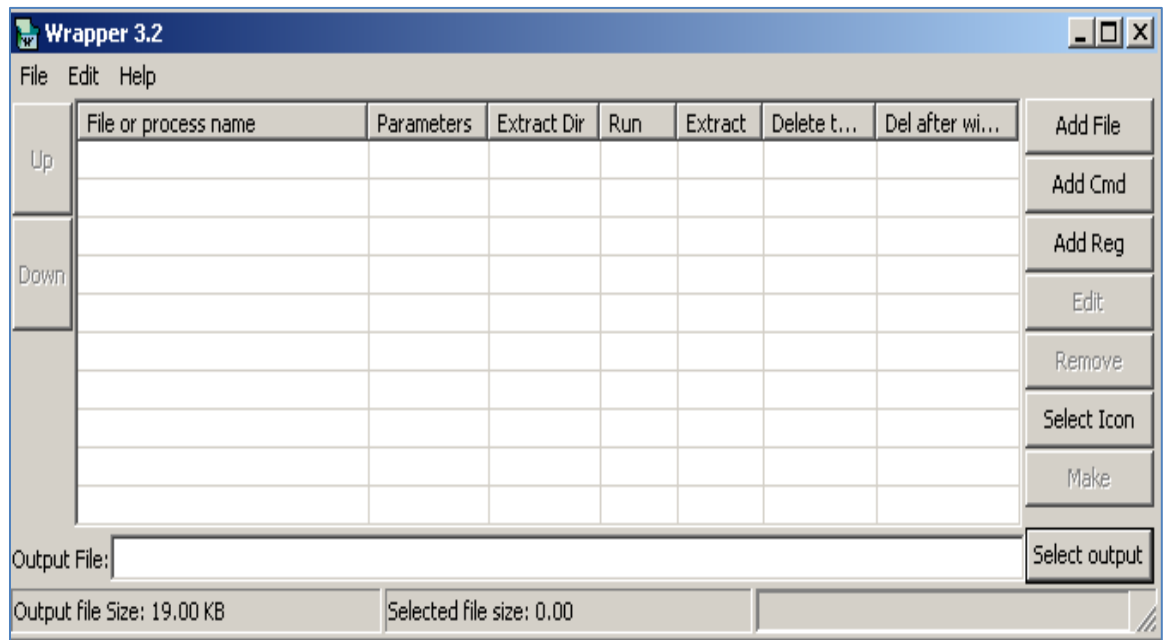 Wrapper 3.2
File Edit Help
File or process name Parameters Extract Dir Run Extract Delete t... Del after wi...
Up
Down
Add File
Add Cmd
Add Reg
Edit
Remove
Select Icon
Make
Output File:
Select output
Output file Size: 19.00 KB Selected file size: 0.00